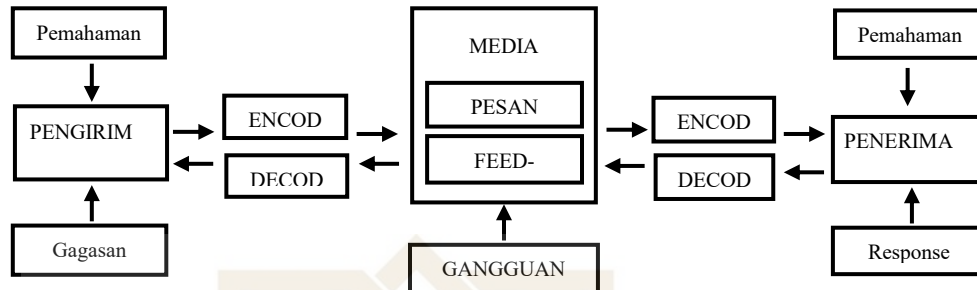 Pemahaman
MEDIA
Pemahaman
PENGIRIM
ENCOD
PESAN
ENCOD
PENERIMA
DECOD
FEED-
DECOD
Gagasan
GANGGUAN
Response